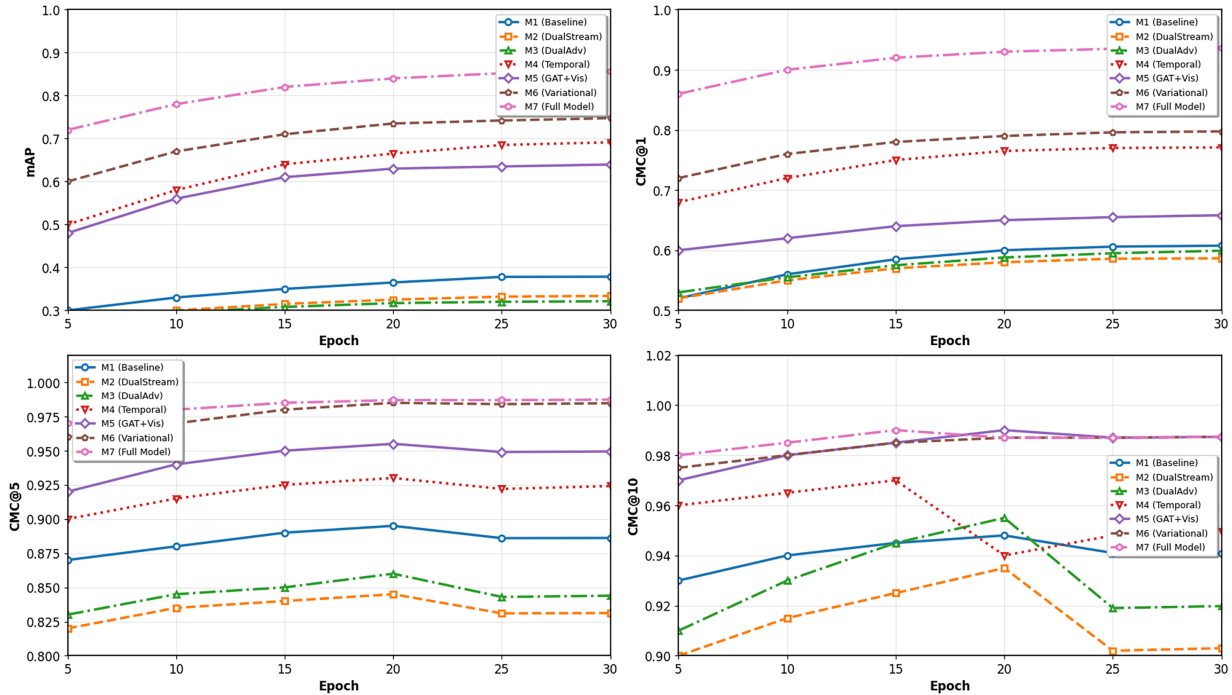 mAP
1.0
0.9
0.8
0.7
0.6
0.5
0.4
0.3
5
10
15
20
25
30
Epoch
M1 (Baseline)
M2 (DualStream)
M3 (DualAdv)
M4 (Temporal)
M5 (GAT+Vis)
M6 (Variational)
M7 (Full Model)
CMC@1
1.0
0.9
0.8
0.7
0.6
0.5
5
10
15
20
25
30
Epoch
M1 (Baseline)
M2 (DualStream)
M3 (DualAdv)
M4 (Temporal)
M5 (GAT+Vis)
M6 (Variational)
M7 (Full Model)
CMC@5
1.000
0.975
0.950
0.925
0.900
0.875
0.850
0.825
0.800
5
10
15
20
25
30
Epoch
M1 (Baseline)
M2 (DualStream)
M3 (DualAdv)
M4 (Temporal)
M5 (GAT+Vis)
M6 (Variational)
M7 (Full Model)
CMC@10
1.02
1.00
0.98
0.96
0.94
0.92
0.90
5
10
15
20
25
30
Epoch
M1 (Baseline)
M2 (DualStream)
M3 (DualAdv)
M4 (Temporal)
M5 (GAT+Vis)
M6 (Variational)
M7 (Full Model)